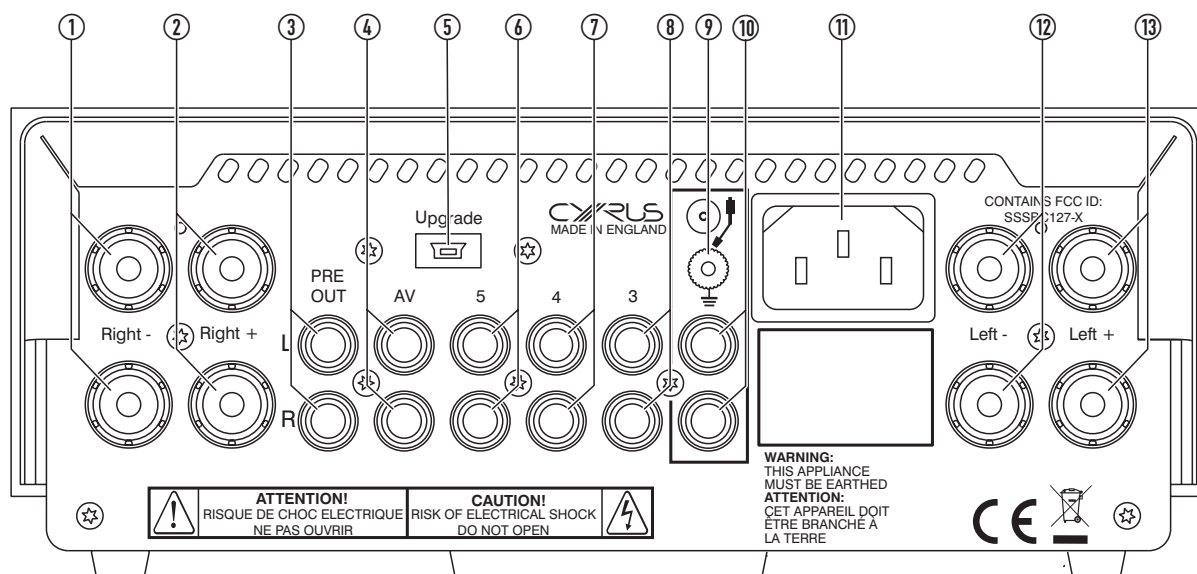 ① ② ③ ④ ⑤ ⑥ ⑦ ⑧ ⑨ ⑩ ⑪ ⑫ ⑬
Upgrade
CYRUS
MADE IN ENGLAND
CONTAINS FCC ID:
SSSBC127-X
PRE
OUT
AV
5
4
3
Right -
Right +
L
Left -
Left +
R
WARNING:
THIS APPLIANCE
MUST BE EARTHED
ATTENTION:
CET APPAREIL DOIT
ÊTRE BRANCHÉ À
LA TERRE
ATTENTION!
RISQUE DE CHOC ELECTRIQUE
NE PAS OUVRIR
CAUTION!
RISK OF ELECTRICAL SHOCK
DO NOT OPEN
CE